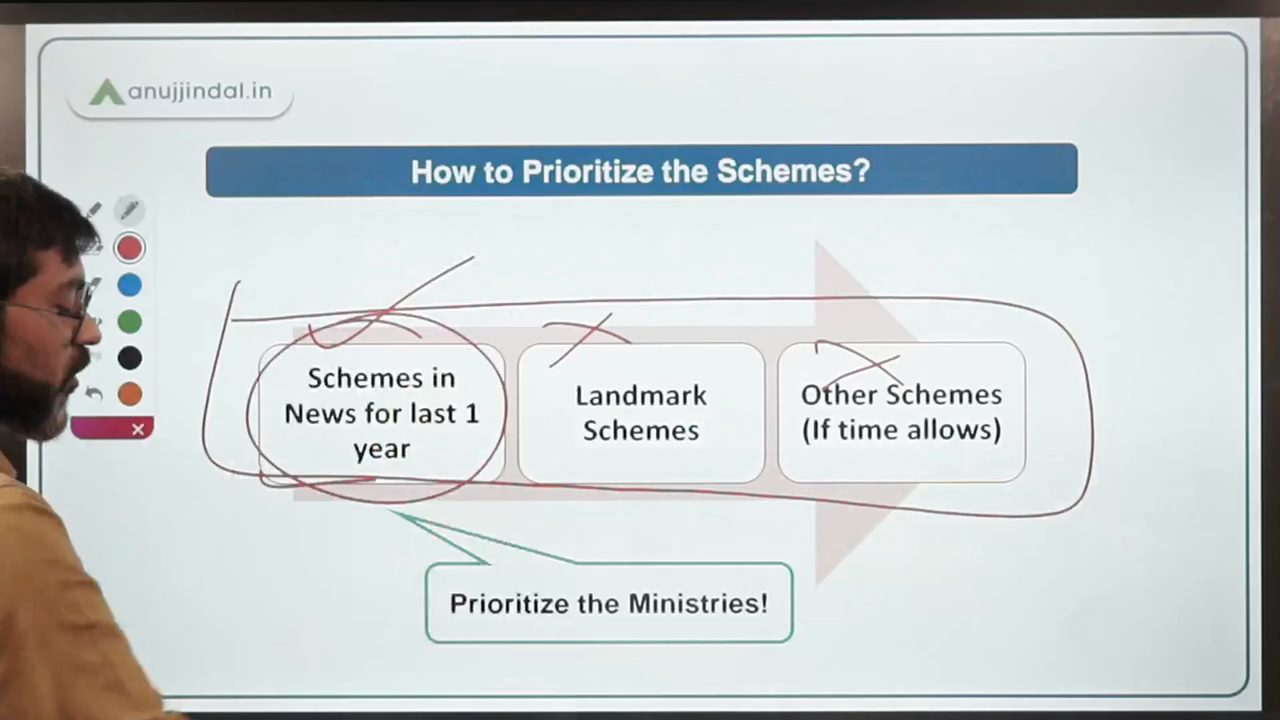 anujjindal.in
How to Prioritize the Schemes?
Schemes in
News for last 1
year
Landmark
Schemes
Other Schemes
(If time allows)
Prioritize the Ministries!